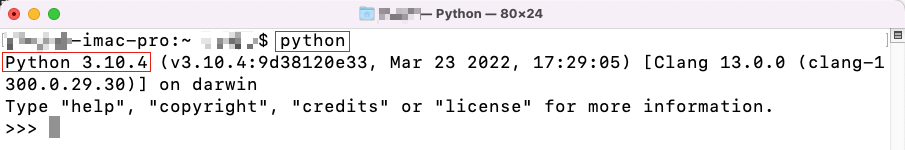 — Python — 80×24
-imac-pro:~ $ python
Python 3.10.4 (v3.10.4:9d38120e33, Mar 23 2022, 17:29:05) [Clang 13.0.0 (clang-1
300.0.29.30)] on darwin
Type "help", "copyright", "credits" or "license" for more information.
>>>